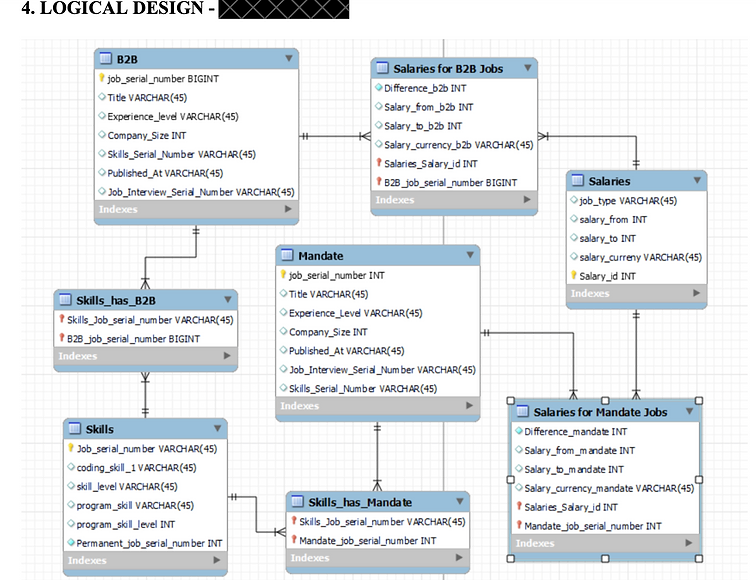 4. LOGICAL DESIGN -
B2B
job_serial_number BIGINT
Title VARCHAR(45)
Experience_level VARCHAR(45)
Company_Size INT
Skills_Serial_Number VARCHAR(45)
Published_At VARCHAR(45)
Job_Interview_Serial_Number VARCHAR(45)
Indexes
Salaries for B2B Jobs
Difference_b2b INT
Salary_from_b2b INT
Salary_to_b2b INT
Salary_currency_b2b VARCHAR(45)
Salaries_Salary_id INT
B2B_job_serial_number BIGINT
Indexes
Salaries
job_type VARCHAR(45)
salary_from INT
salary_to INT
salary_curreny VARCHAR(45)
Salary_id INT
Indexes
Mandate
job_serial_number INT
Title VARCHAR(45)
Experience_Level VARCHAR(45)
Company_Size INT
Published_At VARCHAR(45)
Job_Interview_Serial_Number VARCHAR(45)
Skills_Serial_Number VARCHAR(45)
Indexes
Skills_has_B2B
Skills_Job_serial_number VARCHAR(45)
B2B_job_serial_number BIGINT
Indexes
Skills
Job_serial_number VARCHAR(45)
coding_skill_1 VARCHAR(45)
skill_level VARCHAR(45)
program_skill VARCHAR(45)
program_skill_level INT
Permanent_job_serial_number INT
Indexes
Skills_has_Mandate
Skills_Job_serial_number VARCHAR(45)
Mandate_job_serial_number INT
Indexes
Salaries for Mandate Jobs
Difference_mandate INT
Salary_from_mandate INT
Salary_to_mandate INT
Salary_currency_mandate VARCHAR(45)
Salaries_Salary_id INT
Mandate_job_serial_number INT
Indexes